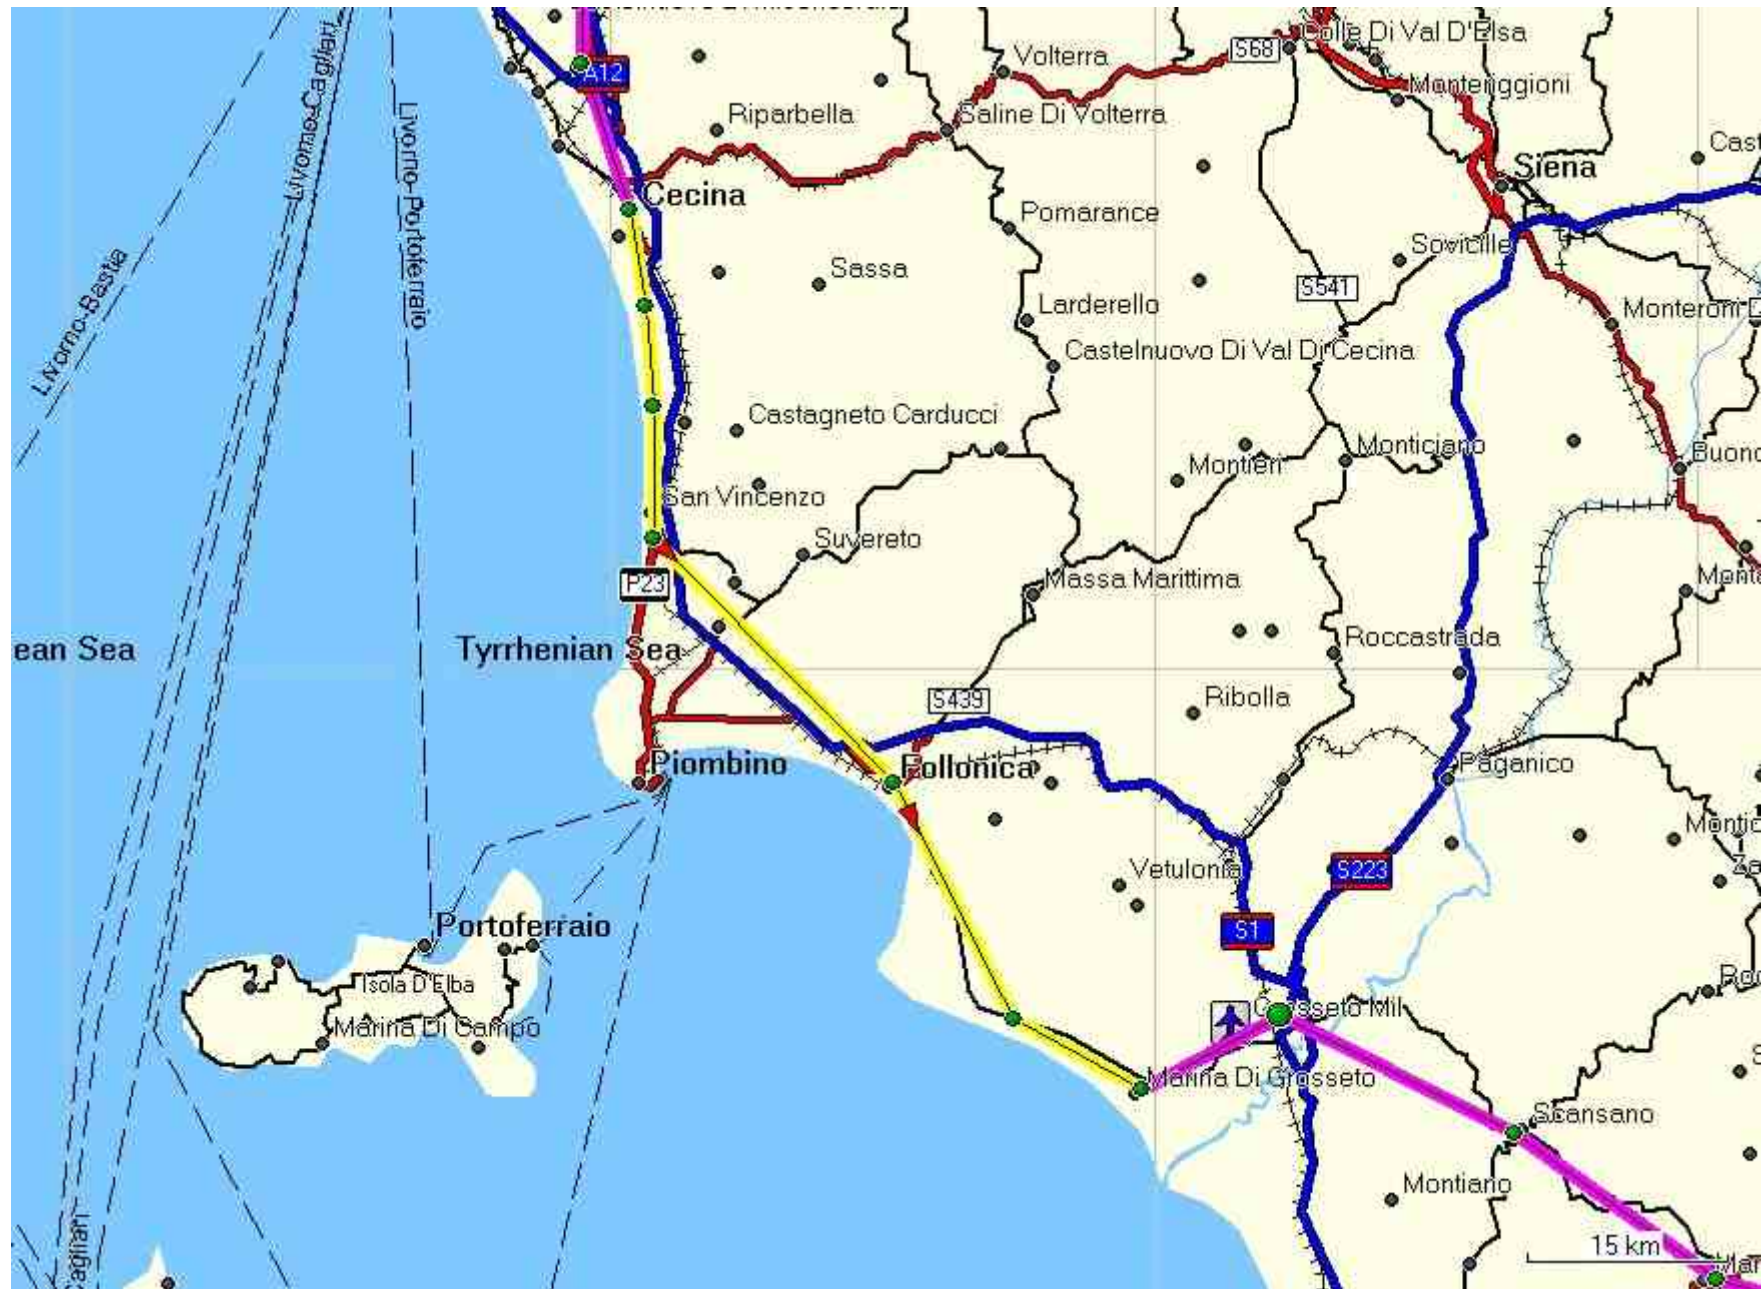 Colle Di Val D'Elsa
S68
Volterra
A12
Monteriggioni
Riparbella
Saline Di Volterra
Livorno-Cagliari
Livorno-Portoferraio
Siena
Cecina
Pomarance
Sovicille
Livorno-Bastia
Sassa
S541
Larderello
Monteroni D
Castelnuovo Di Val Di Cecina
Castagneto Carducci
Monticiano
Montieri
Buonc
San Vincenzo
Suvereto
P23
Massa Marittima
Roccastrada
ean Sea
Tyrrhenian Sea
S439
Ribolla
Piombino
Follonica
Paganico
Vetulonia
S223
Portoferraio
S1
Isola D'Elba
Grosseto Mil
Marina Di Campo
Marina Di Grosseto
Scansano
Montiano
Cagliari
15 km